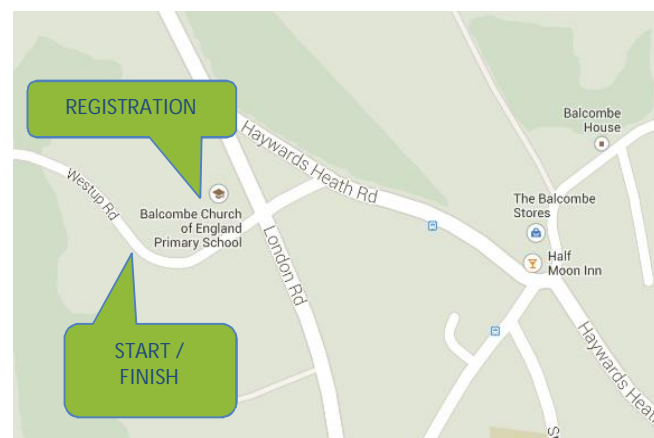 REGISTRATION
Haywards Heath Rd
Balcombe
House
Westup Rd
Balcombe Church
of England
Primary School
London Rd
The Balcombe
Stores
Half
Moon Inn
START /
FINISH
Haywards Heat